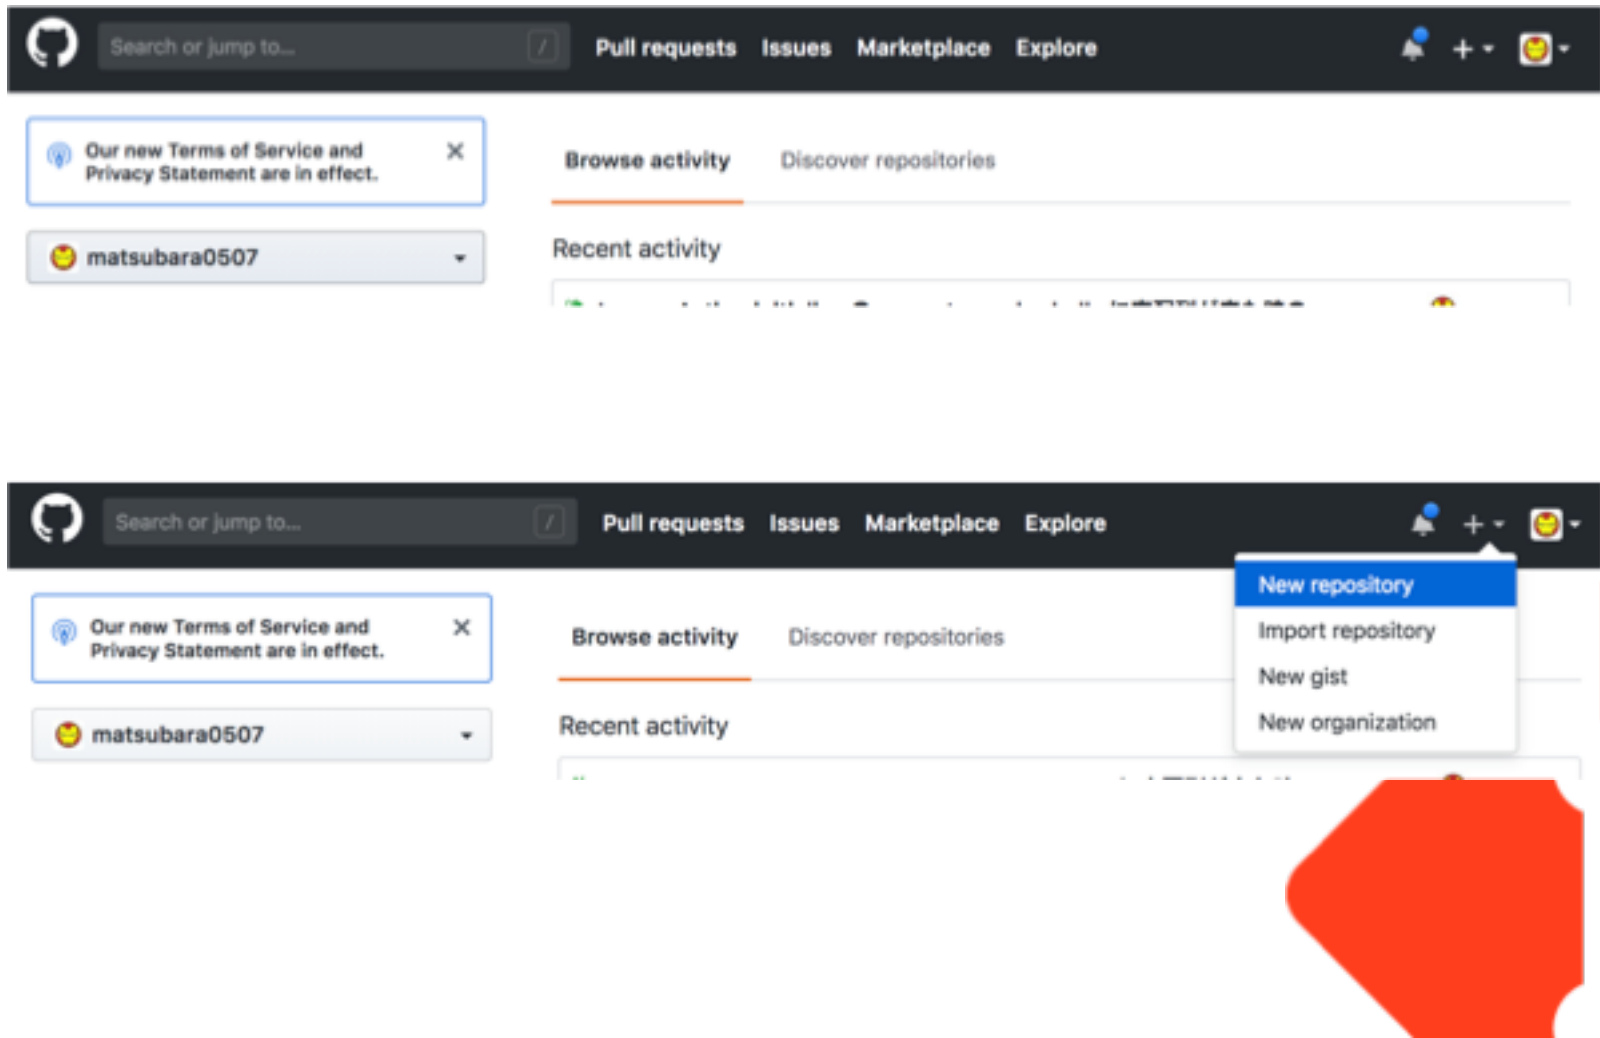 Search or jump to... / Pull requests Issues Marketplace Explore
Our new Terms of Service and
Privacy Statement are in effect.
Browse activity Discover repositories
matsubara0507
Recent activity
Search or jump to... / Pull requests Issues Marketplace Explore
New repository
Import repository
New gist
New organization
Our new Terms of Service and
Privacy Statement are in effect.
Browse activity Discover repositories
matsubara0507
Recent activity